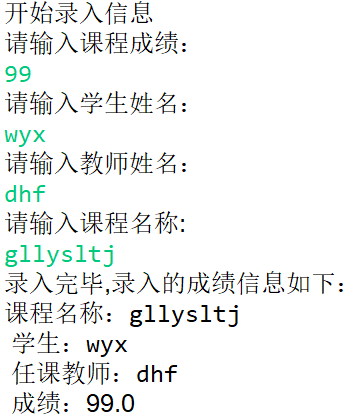 开始录入信息
请输入课程成绩：
99
请输入学生姓名：
wyx
请输入教师姓名：
dhf
请输入课程名称:
gllysltj
录入完毕,录入的成绩信息如下：
课程名称：gllysltj
学生：wyx
任课教师：dhf
成绩：99.0